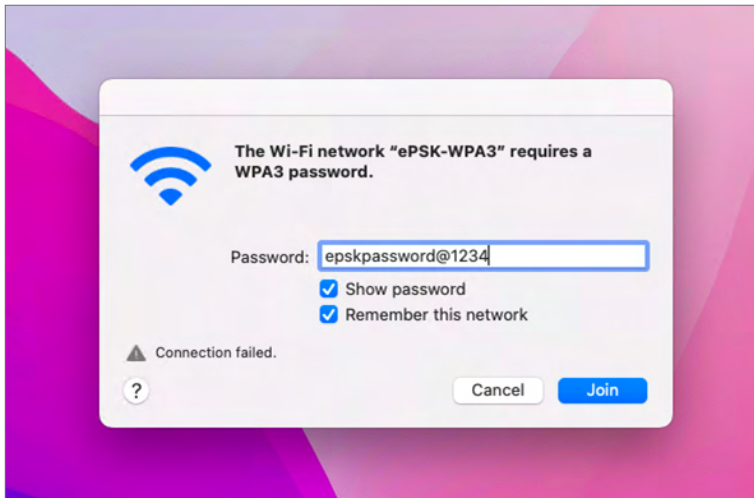 The Wi-Fi network “ePSK-WPA3” requires a
WPA3 password.
Password: epskpassword@1234
Show password
Remember this network
Connection failed.
? Cancel Join